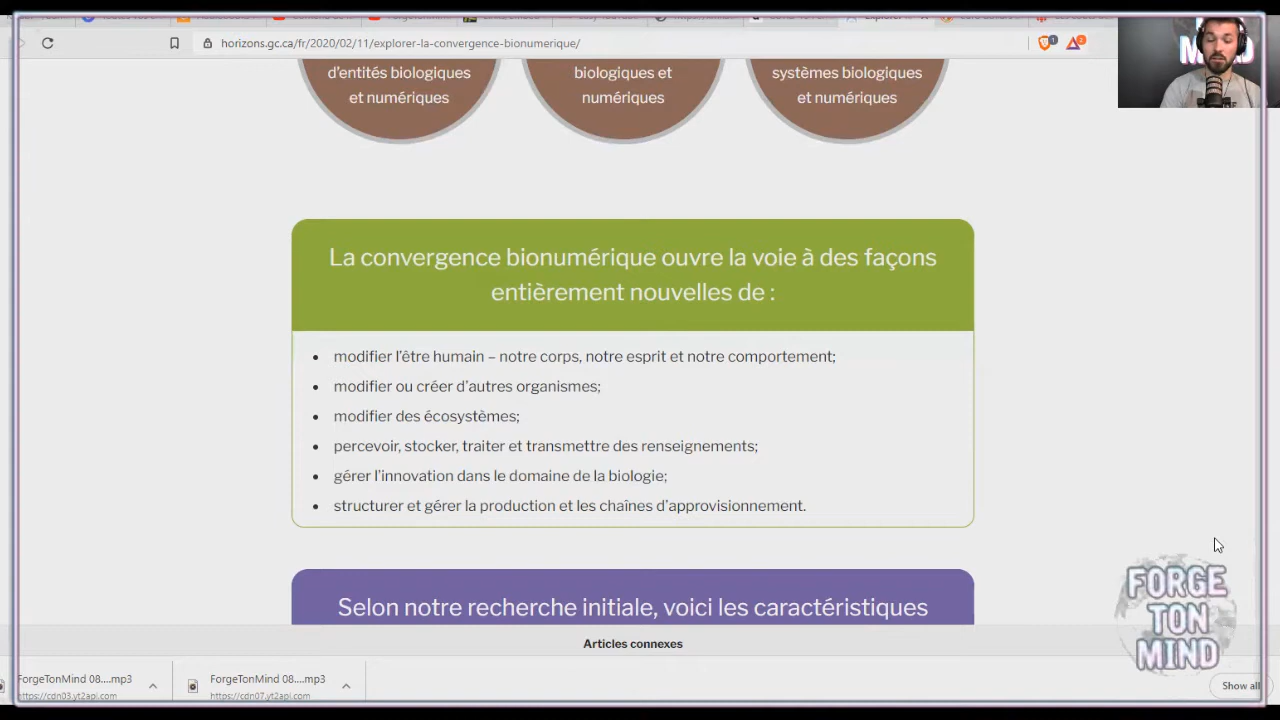 horizons.gc.ca/fr/2020/02/11/explorer-la-convergence-bionumerique/
1
2
d'entités biologiques
et numériques
biologiques et
numériques
systèmes biologiques
et numériques
La convergence bionumérique ouvre la voie à des façons
entièrement nouvelles de :
• modifier l'être humain – notre corps, notre esprit et notre comportement;
• modifier ou créer d'autres organismes;
• modifier des écosystèmes;
• percevoir, stocker, traiter et transmettre des renseignements;
• gérer l'innovation dans le domaine de la biologie;
• structurer et gérer la production et les chaînes d'approvisionnement.
Selon notre recherche initiale, voici les caractéristiques
Articles connexes
FORGE
TON
MIND
ForgeTonMind 08....mp3
https://cdn03.yt2api.com
ForgeTonMind 08....mp3
https://cdn07.yt2api.com
Show all